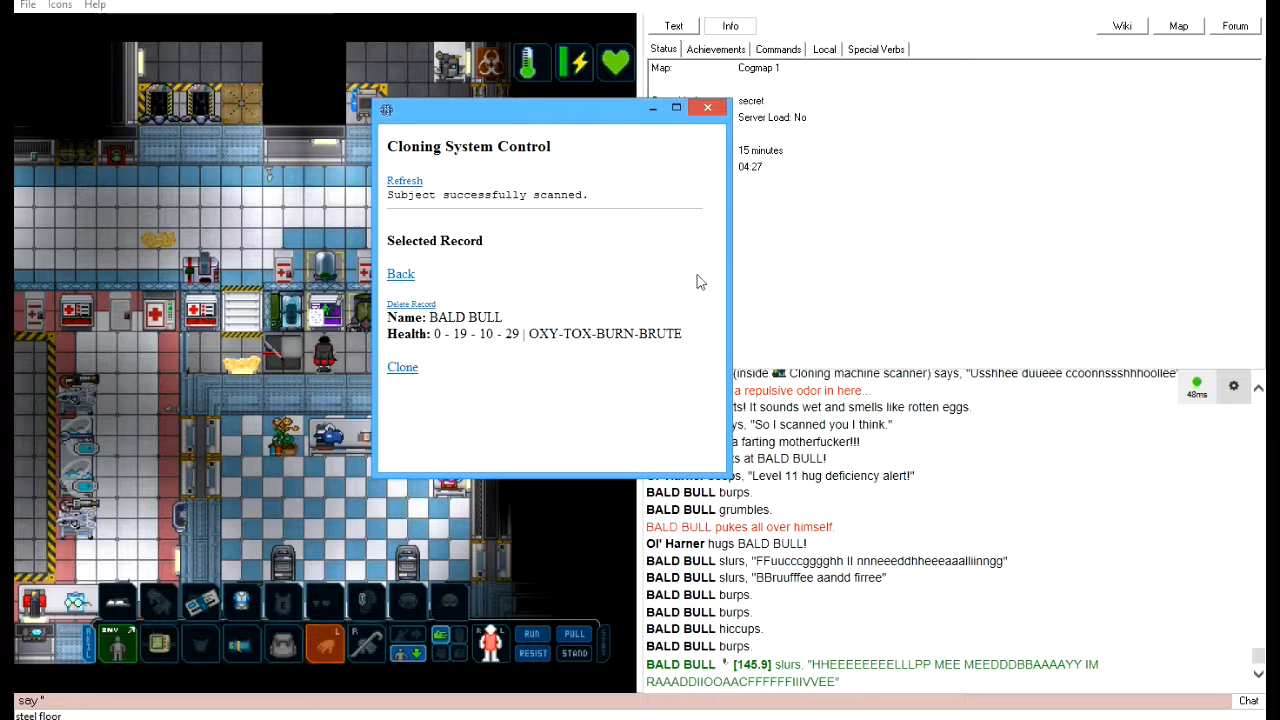 File Icons Help
Text Info Wiki Map Forum
Status Achievements Commands Local Special Verbs
Map: Cogmap 1
secret
Server Load: No
15 minutes
04:27
Cloning System Control
Refresh
Subject successfully scanned.
Selected Record
Back
Delete Record
Name: BALD BULL
Health: 0 - 19 - 10 - 29 | OXY-TOX-BURN-BRUTE
Clone
(inside Cloning machine scanner) says, "Usshhee duueee ccoonnssshhhoollee"
a repulsive odor in here...
ts! It sounds wet and smells like rotten eggs.
ys, "So I scanned you I think."
a farting motherfucker!!!
ks at BALD BULL!
"Level 11 hug deficiency alert!"
BALD BULL burps.
BALD BULL grumbles.
BALD BULL pukes all over himself.
Ol' Harner hugs BALD BULL!
BALD BULL slurs, "FFuucccgggghh II nnneeeddhheeeaaalliiinngg"
BALD BULL slurs, "BBruufffee aandd firree"
BALD BULL burps.
BALD BULL burps.
BALD BULL hiccups.
BALD BULL burps.
BALD BULL [145.9] slurs, "HHEEEEEEEELLLPP MEE MEEDDDBBAAAAYY IM
RAAADDIIOOAACFFFFFFIIIVVEE"
48ms
INV
L
R
RUN PULL
RESIST STAND
say "
Chat
steel floor